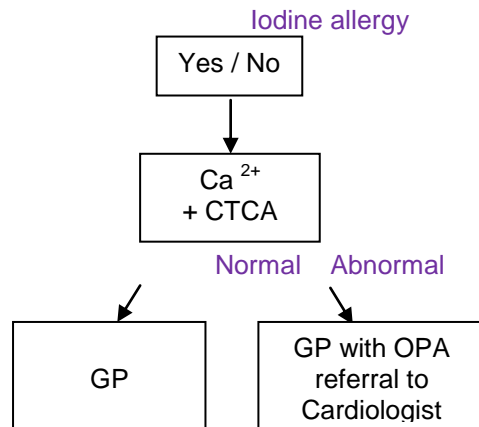 Iodine allergy
Yes / No
Ca 2+
+ CTCA
Normal Abnormal
GP
GP with OPA
referral to
Cardiologist